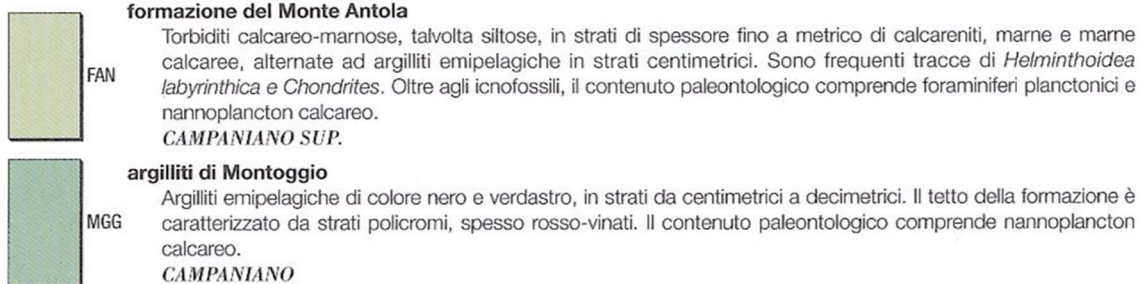 formazione del Monte Antola
Torbiditi calcareo-marnose, talvolta siltose, in strati di spessore fino a metrico di calcareniti, marne e marne
calcaree, alternate ad argilliti emipelagiche in strati centimetrici. Sono frequenti tracce di Helminthoidea
FAN
labyrinthica e Chondrites. Oltre agli icnofossili, il contenuto paleontologico comprende foraminiferi planctonici e
nannoplancton calcareo.
CAMPANIANO SUP.
argilliti di Montoggio
Argilliti emipelagiche di colore nero e verdastro, in strati da centimetrici a decimetrici. Il tetto della formazione è
MGG
caratterizzato da strati policromi, spesso rosso-vinati. Il contenuto paleontologico comprende nannoplancton
calcareo.
CAMPANIANO